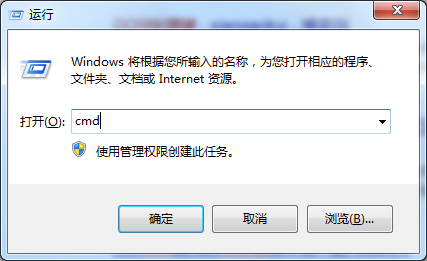 运行
Windows 将根据您所输入的名称，为您打开相应的程序、
文件夹、文档或 Internet 资源。
打开(O): cmd
使用管理权限创建此任务。
确定 取消 浏览(B)...